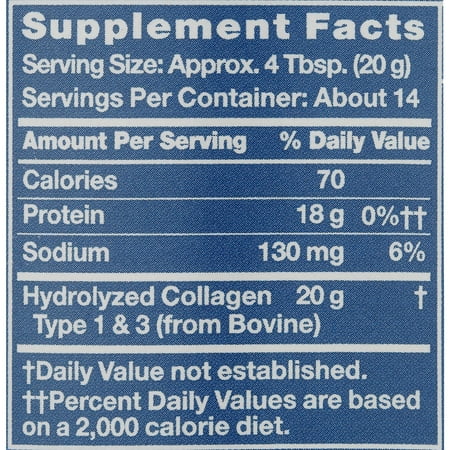 Supplement Facts
Serving Size: Approx. 4 Tbsp. (20 g)
Servings Per Container: About 14
Amount Per Serving % Daily Value
Calories 70
Protein 18 g 0%††
Sodium 130 mg 6%
Hydrolyzed Collagen 20 g †
Type 1 & 3 (from Bovine)
†Daily Value not established.
††Percent Daily Values are based
on a 2,000 calorie diet.